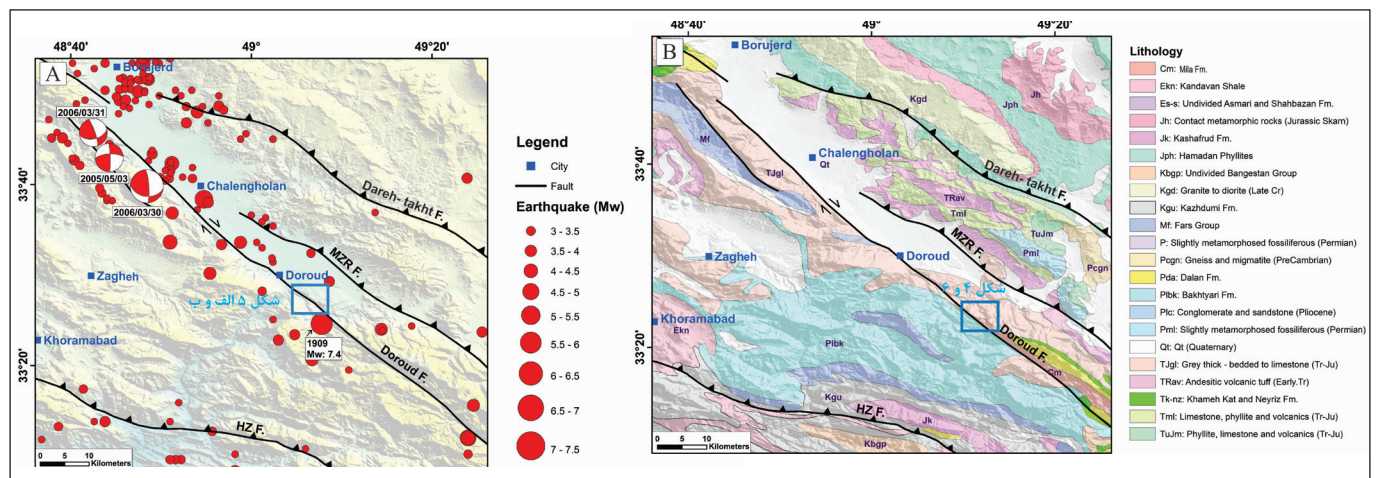 48°40'
49°
49°20'
A
Borujerd
2006/03/31
2005/05/03
2006/03/30
33°40'
Chalengholan
Dareh- takht F.
MZR F.
Zagheh
Doroud
شکل ۵ الف و ب
1909
Mw: 7.4
Khoramabad
Doroud F.
33°20'
HZ F.
0 5 10
Kilometers
Legend
City
Fault
Earthquake (Mw)
3 - 3.5
3.5 - 4
4 - 4.5
4.5 - 5
5 - 5.5
5.5 - 6
6 - 6.5
6.5 - 7
7 - 7.5
48°40'
49°
49°20'
B
Borujerd
Kgd
Jph
Jh
Mf
33°40'
Chalengholan
Qt
TJgl
Dareh- takht F.
TRav
Tml
TuJm
MZR F.
Pml
Pcgn
Zagheh
Doroud
شکل ۴ و ۶
Khoramabad
Ekn
Plbk
Doroud F.
33°20'
Cm
Kgu
Jk
HZ F.
Kbgp
0 5 10
Kilometers
Lithology
Cm: Mila Fm.
Ekn: Kandavan Shale
Es-s: Undivided Asmari and Shahbazan Fm.
Jh: Contact metamorphic rocks (Jurassic Skarn)
Jk: Kashafrud Fm.
Jph: Hamadan Phyllites
Kbgp: Undivided Bangestan Group
Kgd: Granite to diorite (Late Cr)
Kgu: Kazhdumi Fm.
Mf: Fars Group
P: Slightly metamorphosed fossiliferous (Permian)
Pcgn: Gneiss and migmatite (PreCambrian)
Pda: Dalan Fm.
Plbk: Bakhtyari Fm.
Plc: Conglomerate and sandstone (Pliocene)
Pml: Slightly metamorphosed fossiliferous (Permian)
Qt: Qt (Quaternary)
TJgl: Grey thick - bedded to limestone (Tr-Ju)
TRav: Andesitic volcanic tuff (Early.Tr)
Tk-nz: Khameh Kat and Neyriz Fm.
Tml: Limestone, phyllite and volcanics (Tr-Ju)
TuJm: Phyllite, limestone and volcanics (Tr-Ju)